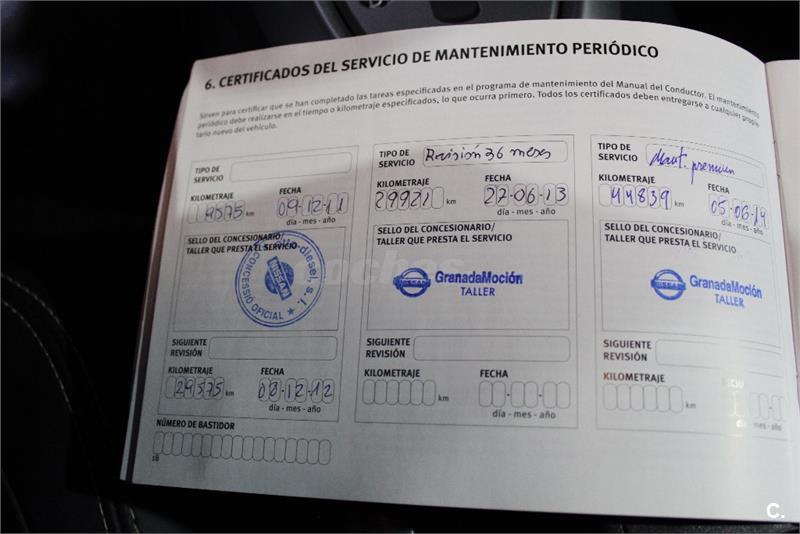 6. CERTIFICADOS DEL SERVICIO DE MANTENIMIENTO PERIÓDICO
Sirven para certificar que se han completado las tareas especificadas en el programa de mantenimiento del Manual del Conductor. El mantenimiento
periódico debe realizarse en el tiempo o kilometraje especificados, lo que ocurra primero. Todos los certificados deben entregarse a cualquier propie-
tario nuevo del vehículo.
TIPO DE
SERVICIO
KILOMETRAJE FECHA
9575 km 09-12-11
día - mes - año
SELLO DEL CONCESIONARIO/
TALLER QUE PRESTA EL SERVICIO
diesel, s.l.
NISSAN
CONCESSIÓ OFICIAL
SIGUIENTE
REVISIÓN
KILOMETRAJE FECHA
29575 km 08-12-12
día - mes - año
NÚMERO DE BASTIDOR
18
TIPO DE
SERVICIO Revisión 36 meses
KILOMETRAJE FECHA
29921 km 27-06-13
día - mes - año
SELLO DEL CONCESIONARIO/
TALLER QUE PRESTA EL SERVICIO
NISSAN GranadaMoción
TALLER
SIGUIENTE
REVISIÓN
KILOMETRAJE FECHA
km
día - mes - año
TIPO DE
SERVICIO Mant. premium
KILOMETRAJE FECHA
44839 km 05-06-14
día - mes - año
SELLO DEL CONCESIONARIO/
TALLER QUE PRESTA EL SERVICIO
NISSAN GranadaMoción
TALLER
SIGUIENTE
REVISIÓN
KILOMETRAJE FECHA
km
día - mes - año
coches
C.